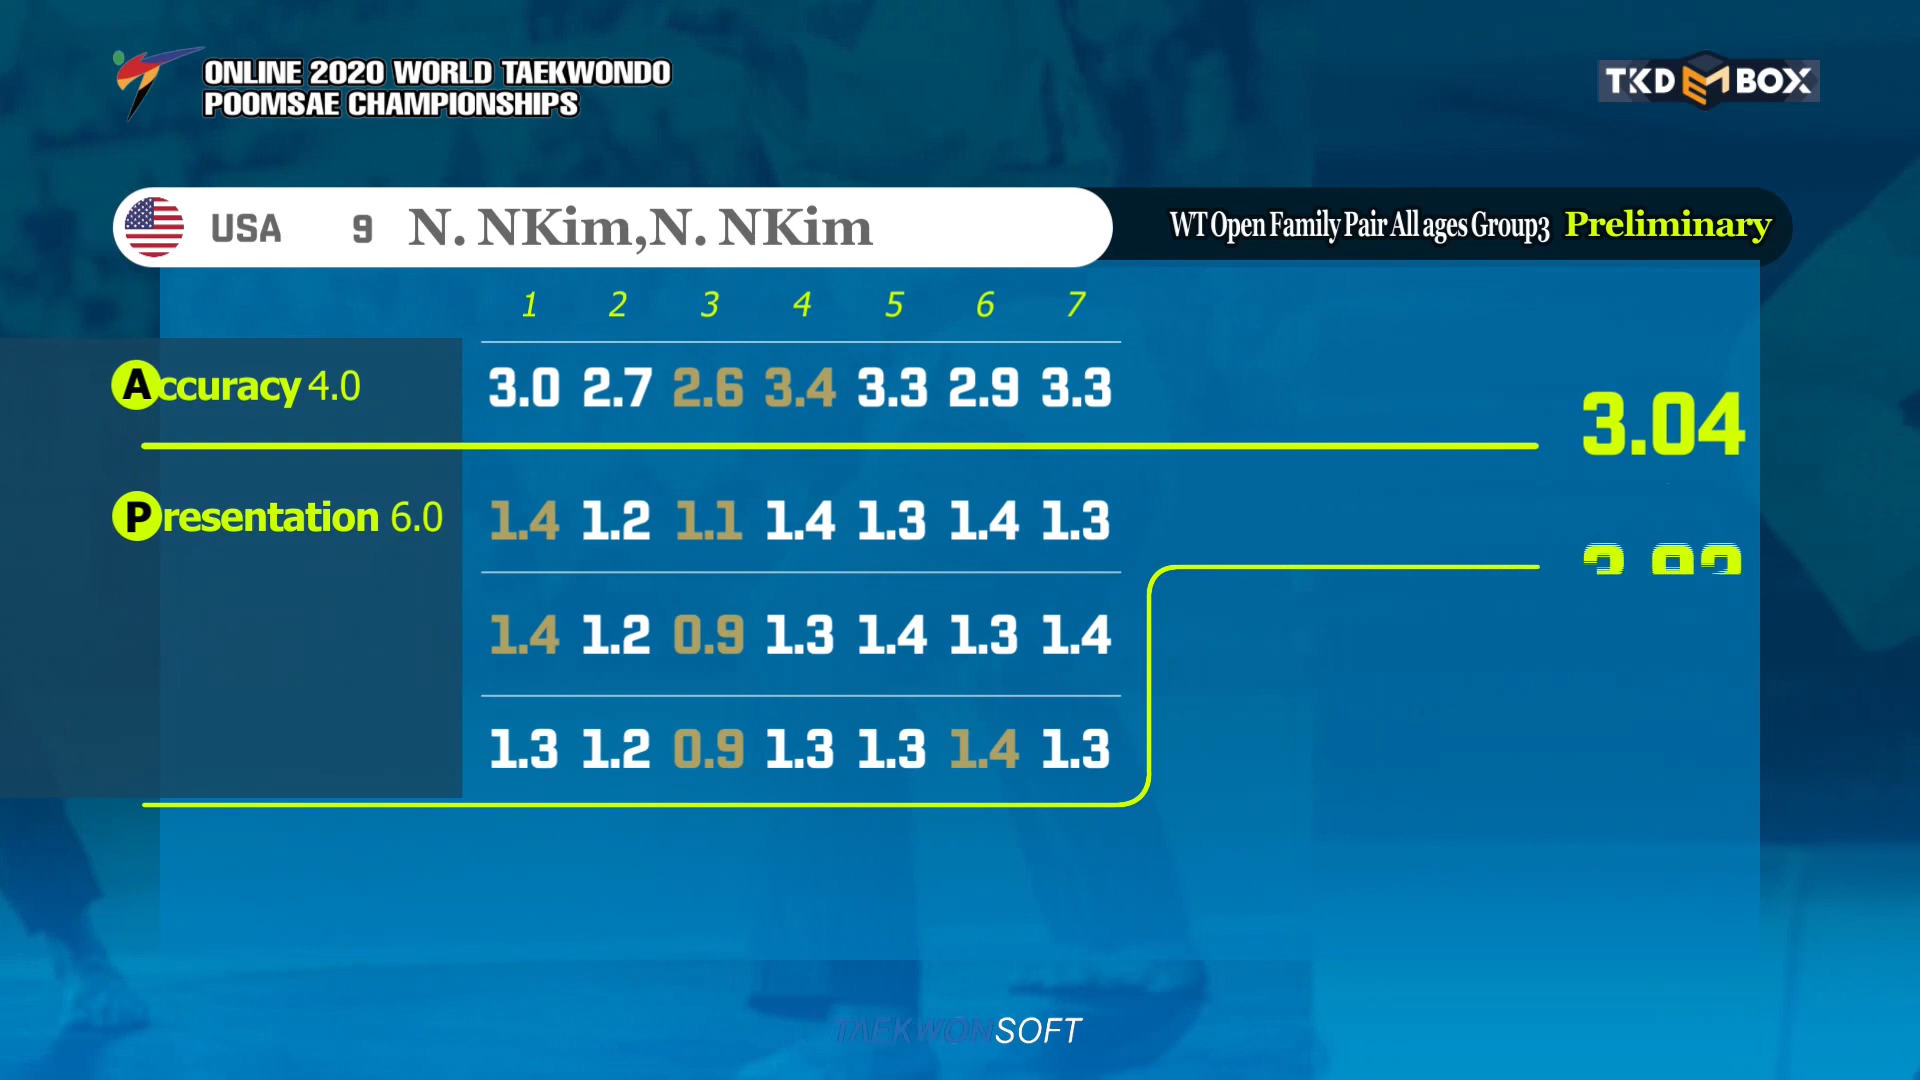 ONLINE 2020 WORLD TAEKWONDO
POOMSAE CHAMPIONSHIPS
TKD BOX
USA 9 N. NKim,N. NKim
WT Open Family Pair All ages Group3 Preliminary
1 2 3 4 5 6 7
Accuracy 4.0 3.0 2.7 2.6 3.4 3.3 2.9 3.3
3.04
Presentation 6.0 1.4 1.2 1.1 1.4 1.3 1.4 1.3
1.4 1.2 0.9 1.3 1.4 1.3 1.4
1.3 1.2 0.9 1.3 1.3 1.4 1.3
TAEKWONSOFT